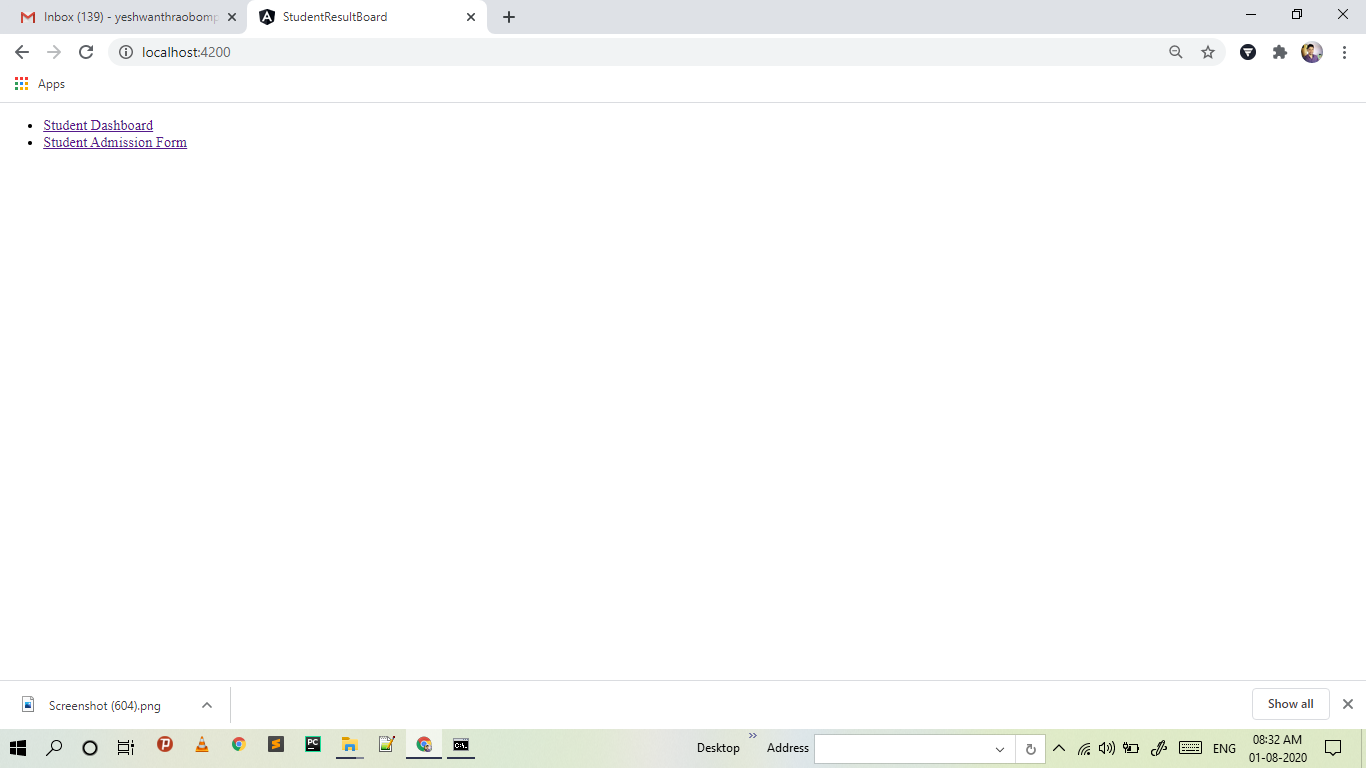 Inbox (139) - yeshwanthraobomp
StudentResultBoard
localhost:4200
Apps
Student Dashboard
Student Admission Form
Screenshot (604).png
Show all
Desktop
Address
ENG
08:32 AM
01-08-2020